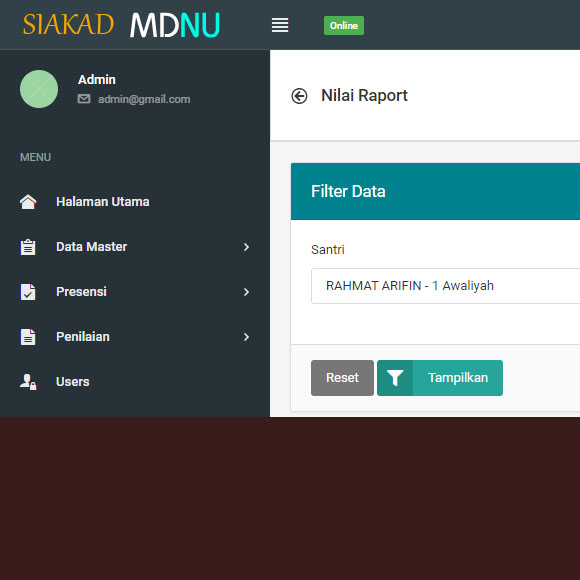 SIAKAD MDNU
Online
Admin
admin@gmail.com
MENU
Halaman Utama
Data Master
Presensi
Penilaian
Users
Nilai Raport
Filter Data
Santri
RAHMAT ARIFIN - 1 Awaliyah
Reset
Tampilkan